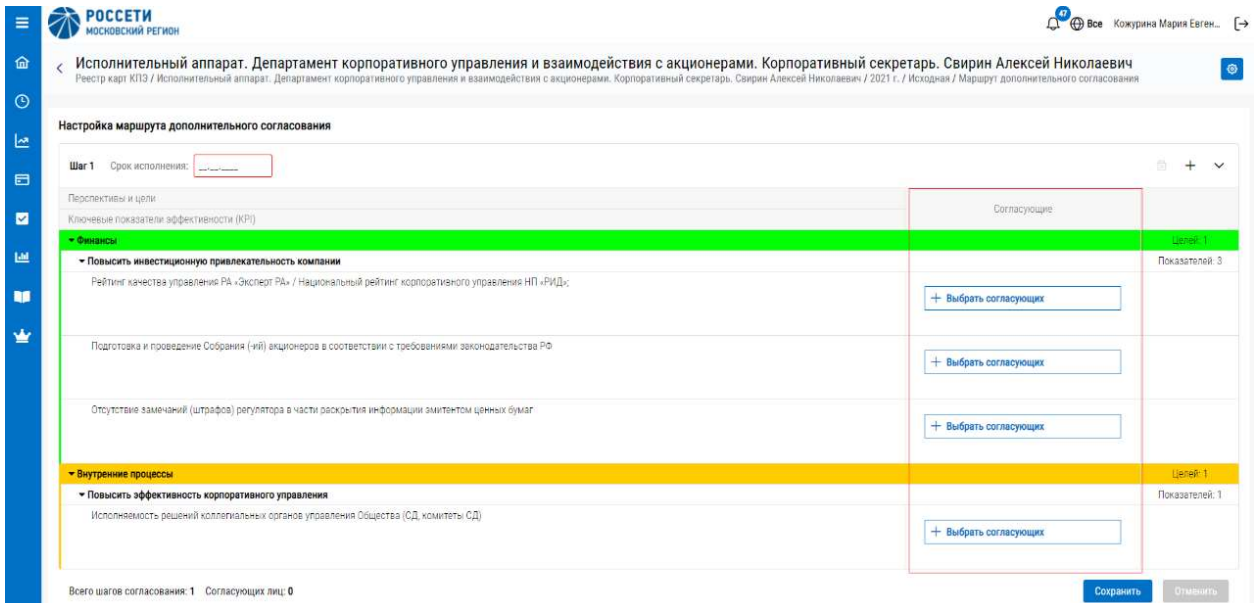 РОССЕТИ
МОСКОВСКИЙ РЕГИОН
47
Все Кожурина Мария Евген...
Исполнительный аппарат. Департамент корпоративного управления и взаимодействия с акционерами. Корпоративный секретарь. Свирин Алексей Николаевич
Реестр карт КПЭ / Исполнительный аппарат. Департамент корпоративного управления и взаимодействия с акционерами. Корпоративный секретарь. Свирин Алексей Николаевич / 2021 г. / Исходная / Маршрут дополнительного согласования
Настройка маршрута дополнительного согласования
Шаг 1 Срок исполнения: __.__.____
Перспективы и цели
Согласующие
Ключевые показатели эффективности (KPI)
Финансы Целей: 1
Повысить инвестиционную привлекательность компании Показателей: 3
Рейтинг качества управления РА «Эксперт РА» / Национальный рейтинг корпоративного управления НП «РИД»;
+ Выбрать согласующих
Подготовка и проведение Собрания (-ий) акционеров в соответствии с требованиями законодательства РФ
+ Выбрать согласующих
Отсутствие замечаний (штрафов) регулятора в части раскрытия информации эмитентом ценных бумаг
+ Выбрать согласующих
Внутренние процессы Целей: 1
Повысить эффективность корпоративного управления Показателей: 1
Исполняемость решений коллегиальных органов управления Общества (СД, комитеты СД)
+ Выбрать согласующих
Всего шагов согласования: 1 Согласующих лиц: 0
Сохранить Отменить